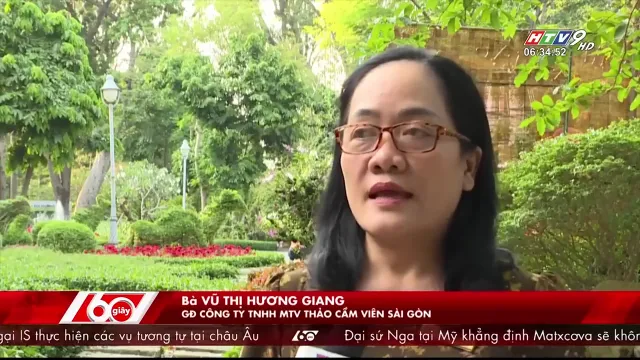 HTV9 HD
06:34:52
Bà VŨ THỊ HƯƠNG GIANG
60 giây
GĐ CÔNG TY TNHH MTV THẢO CẦM VIÊN SÀI GÒN
gại IS thực hiện các vụ tương tự tại châu Âu
Đại sứ Nga tại Mỹ khẳng định Matxcova sẽ khô